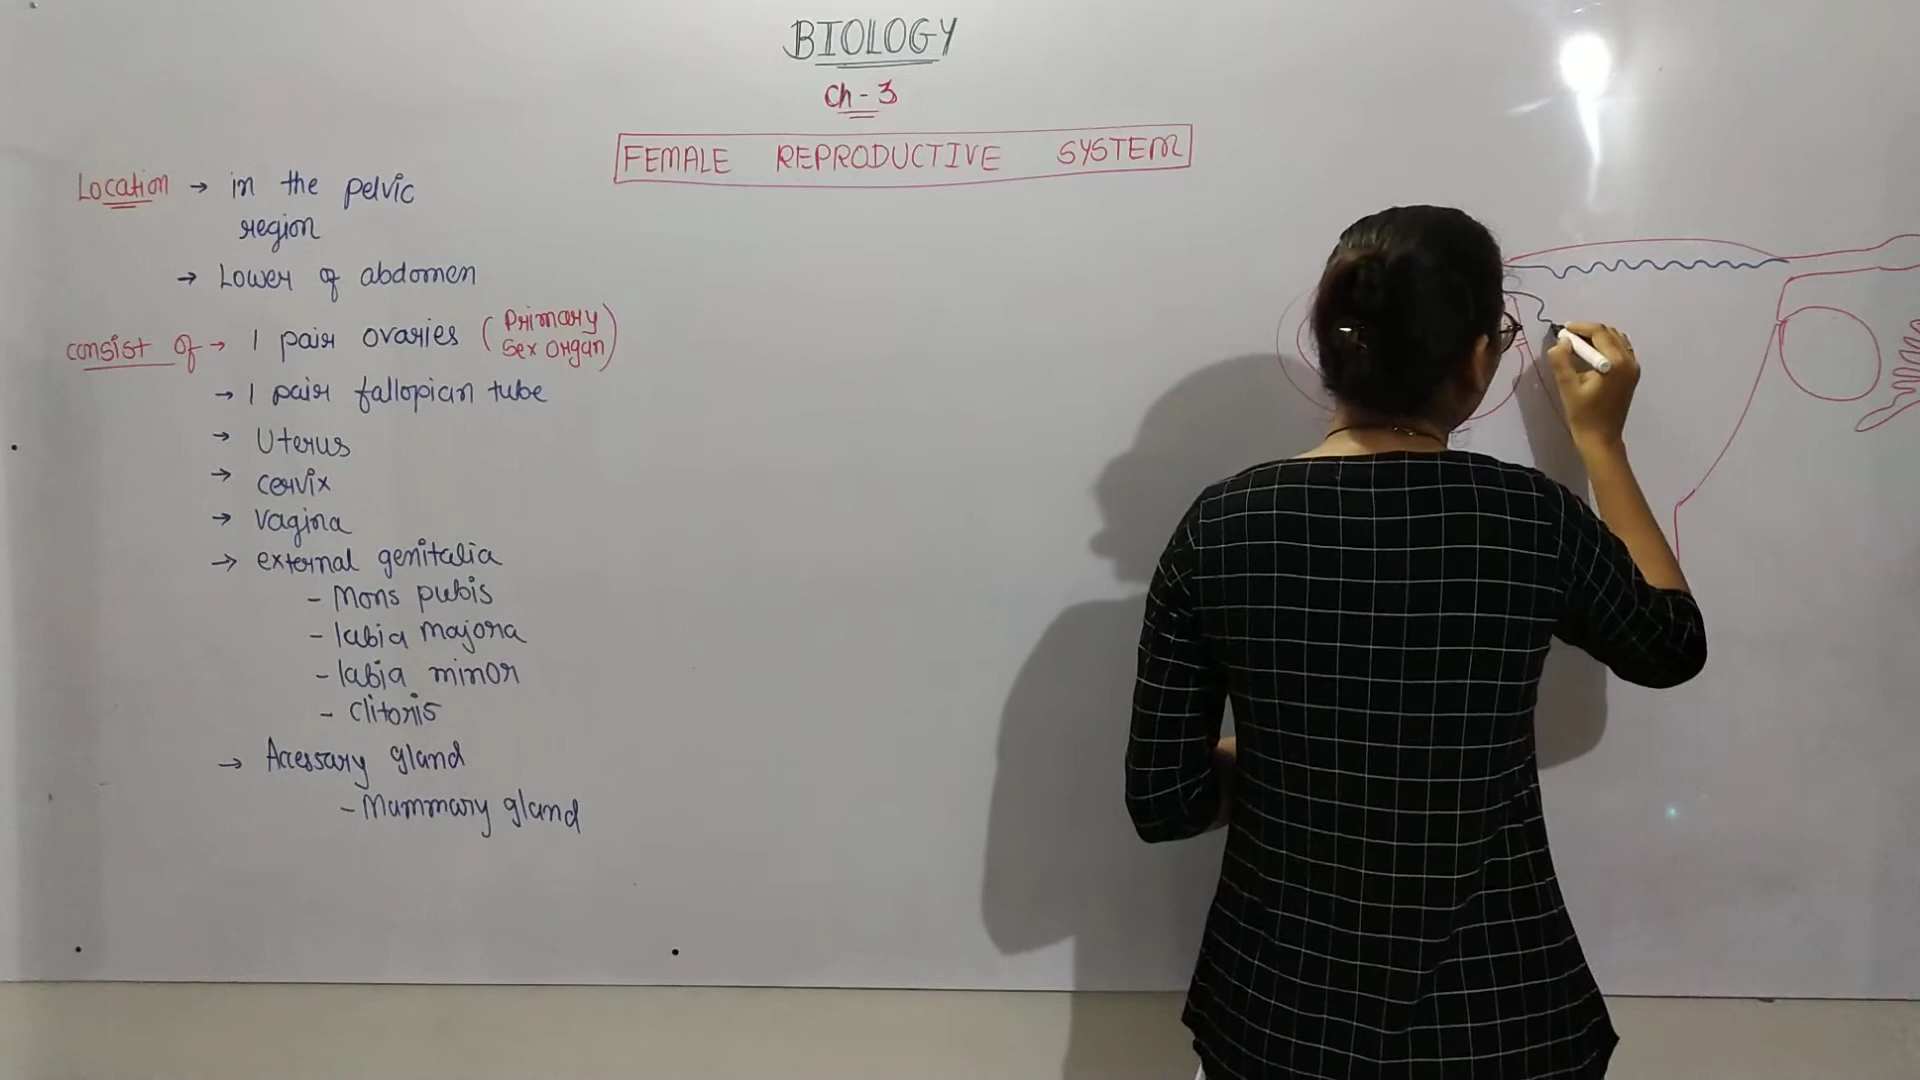 BIOLOGY
Ch - 3
FEMALE REPRODUCTIVE SYSTEM
Location → in the pelvic
region
→ Lower of abdomen
consist of → 1 pair ovaries (Primary
Sex organ)
→ 1 pair fallopian tube
→ Uterus
→ cervix
→ vagina
→ external genitalia
- Mons pubis
- labia majora
- labia minor
- clitoris
→ Acessary gland
- Mammary gland